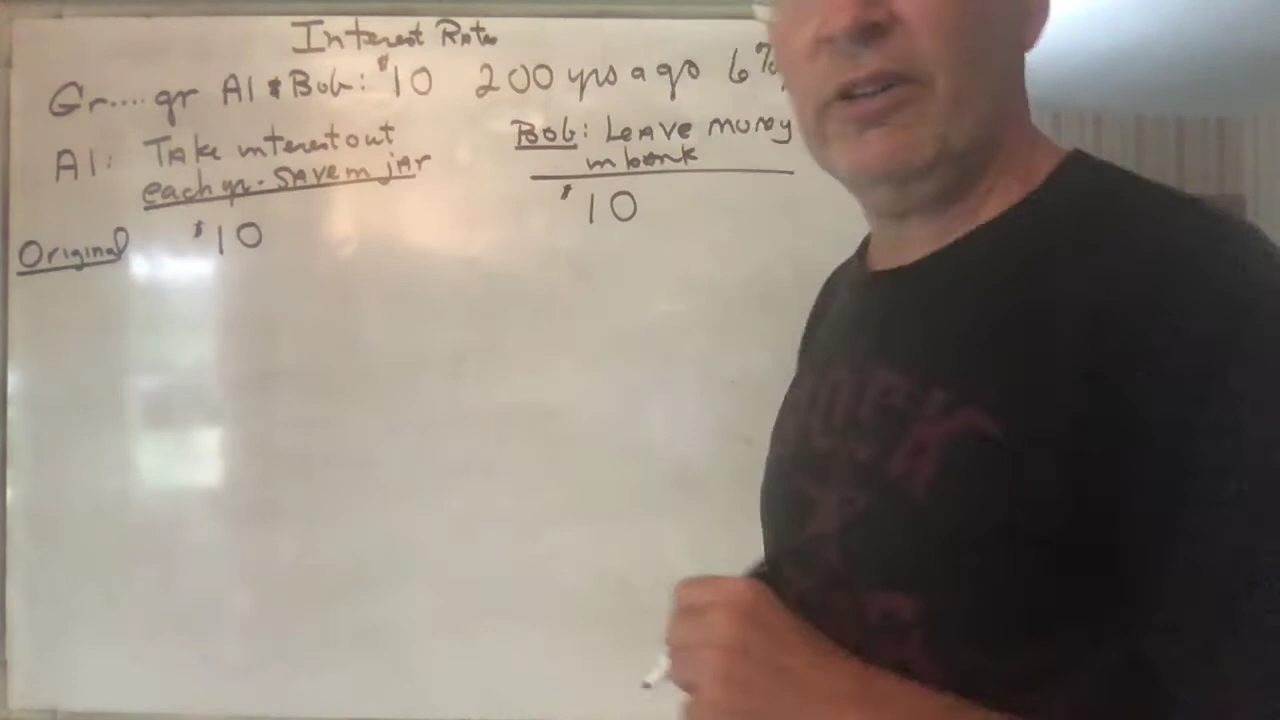 Interest Rates
Gr.... gr Al & Bob: $10 200 yrs ago 6%
Al: Take interest out
each yr. save in jar
Bob: Leave money
in bank
$10
Original $10